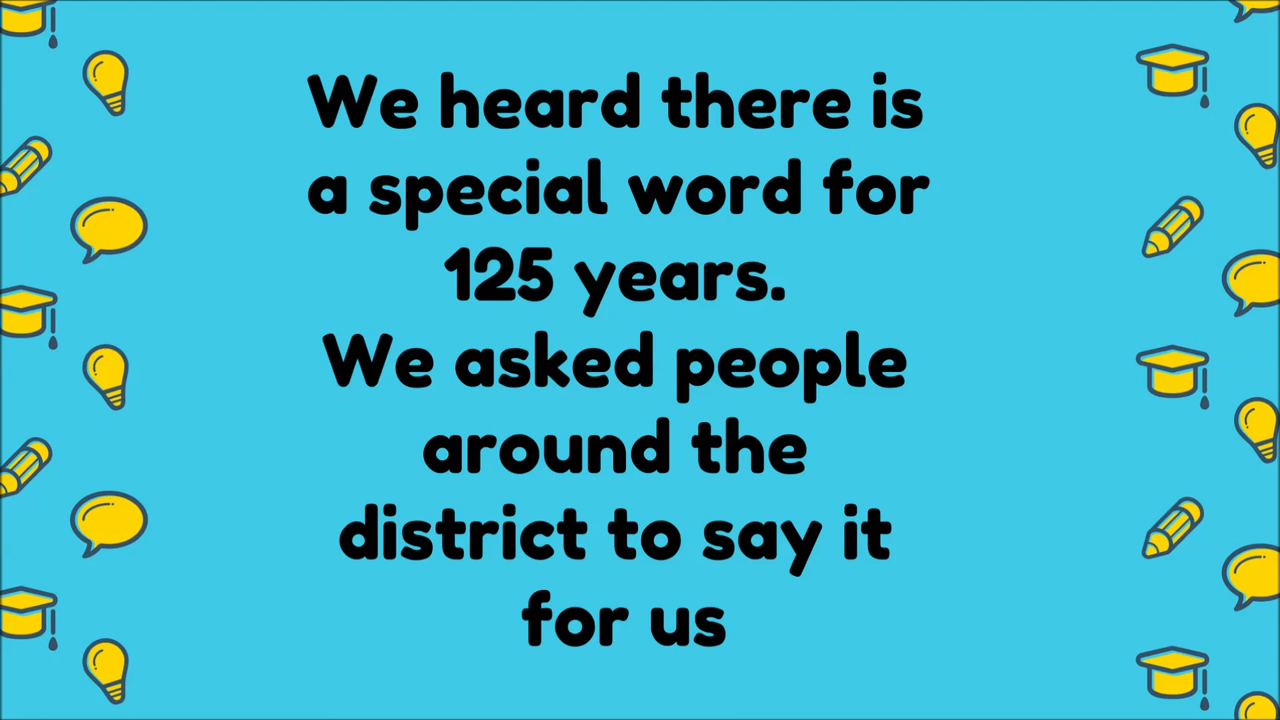 We heard there is
a special word for
125 years.
We asked people
around the
district to say it
for us